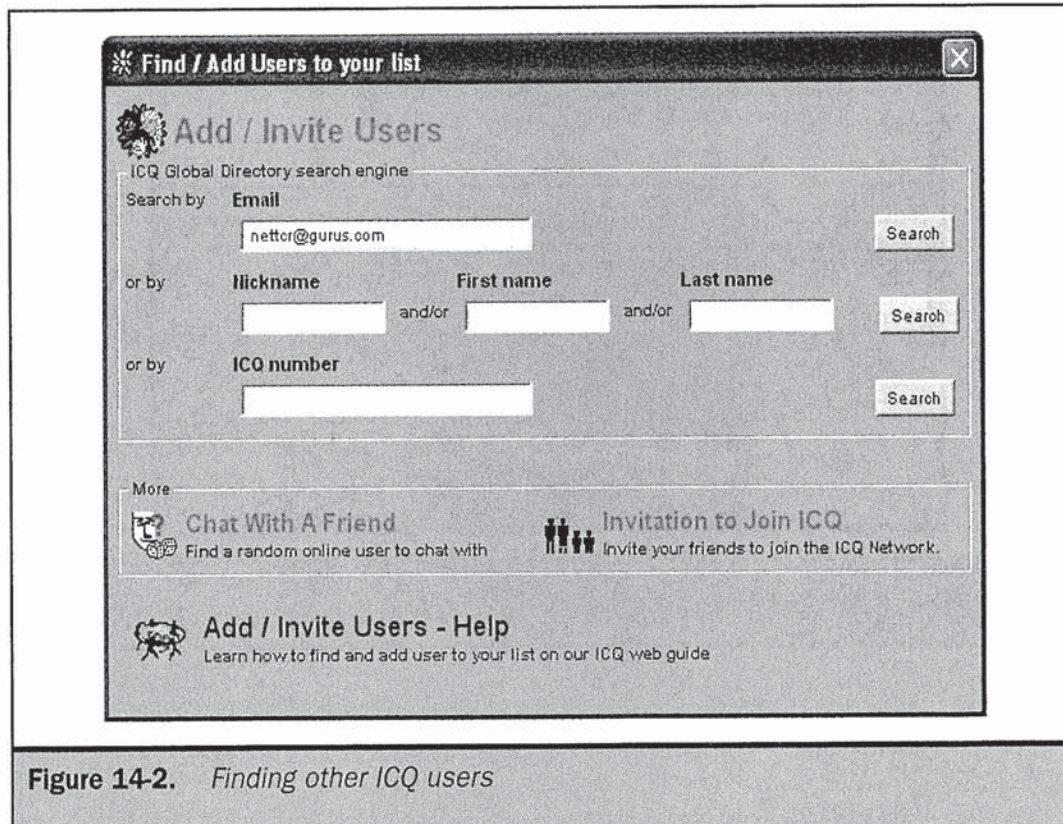 Find / Add Users to your list
Add / Invite Users
ICQ Global Directory search engine
Search by Email
nettcr@gurus.com Search
or by Nickname First name Last name
and/or and/or Search
or by ICQ number
Search
More
Chat With A Friend Invitation to Join ICQ
Find a random online user to chat with Invite your friends to join the ICQ Network.
Add / Invite Users - Help
Learn how to find and add user to your list on our ICQ web guide
Figure 14-2. Finding other ICQ users